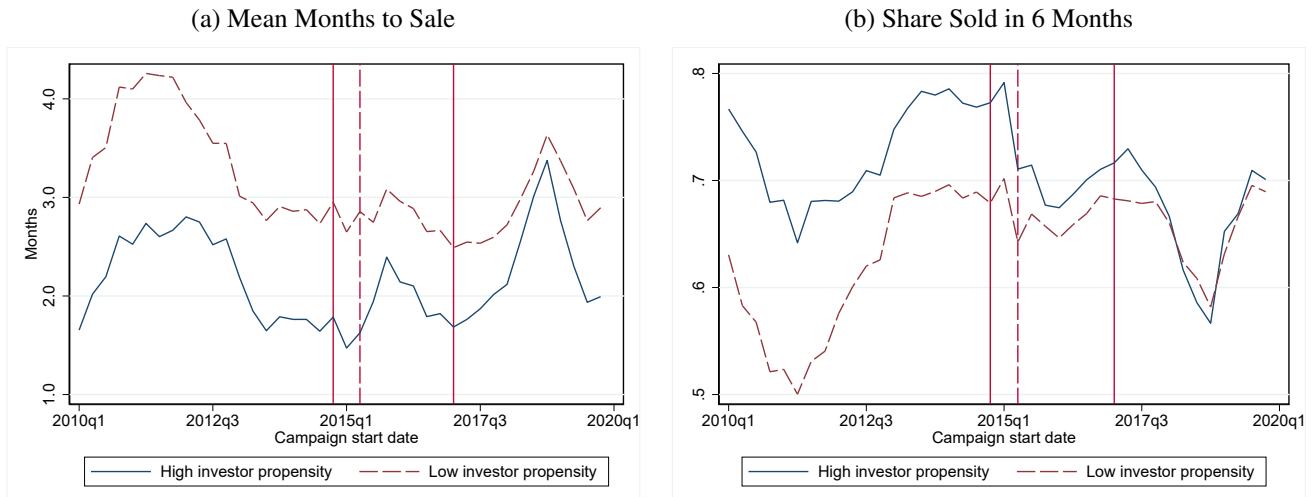 (a) Mean Months to Sale
4.0
3.0
Months
2.0
1.0
2010q1 2012q3 2015q1 2017q3 2020q1
Campaign start date
High investor propensity Low investor propensity
(b) Share Sold in 6 Months
.8
.7
.6
.5
2010q1 2012q3 2015q1 2017q3 2020q1
Campaign start date
High investor propensity Low investor propensity